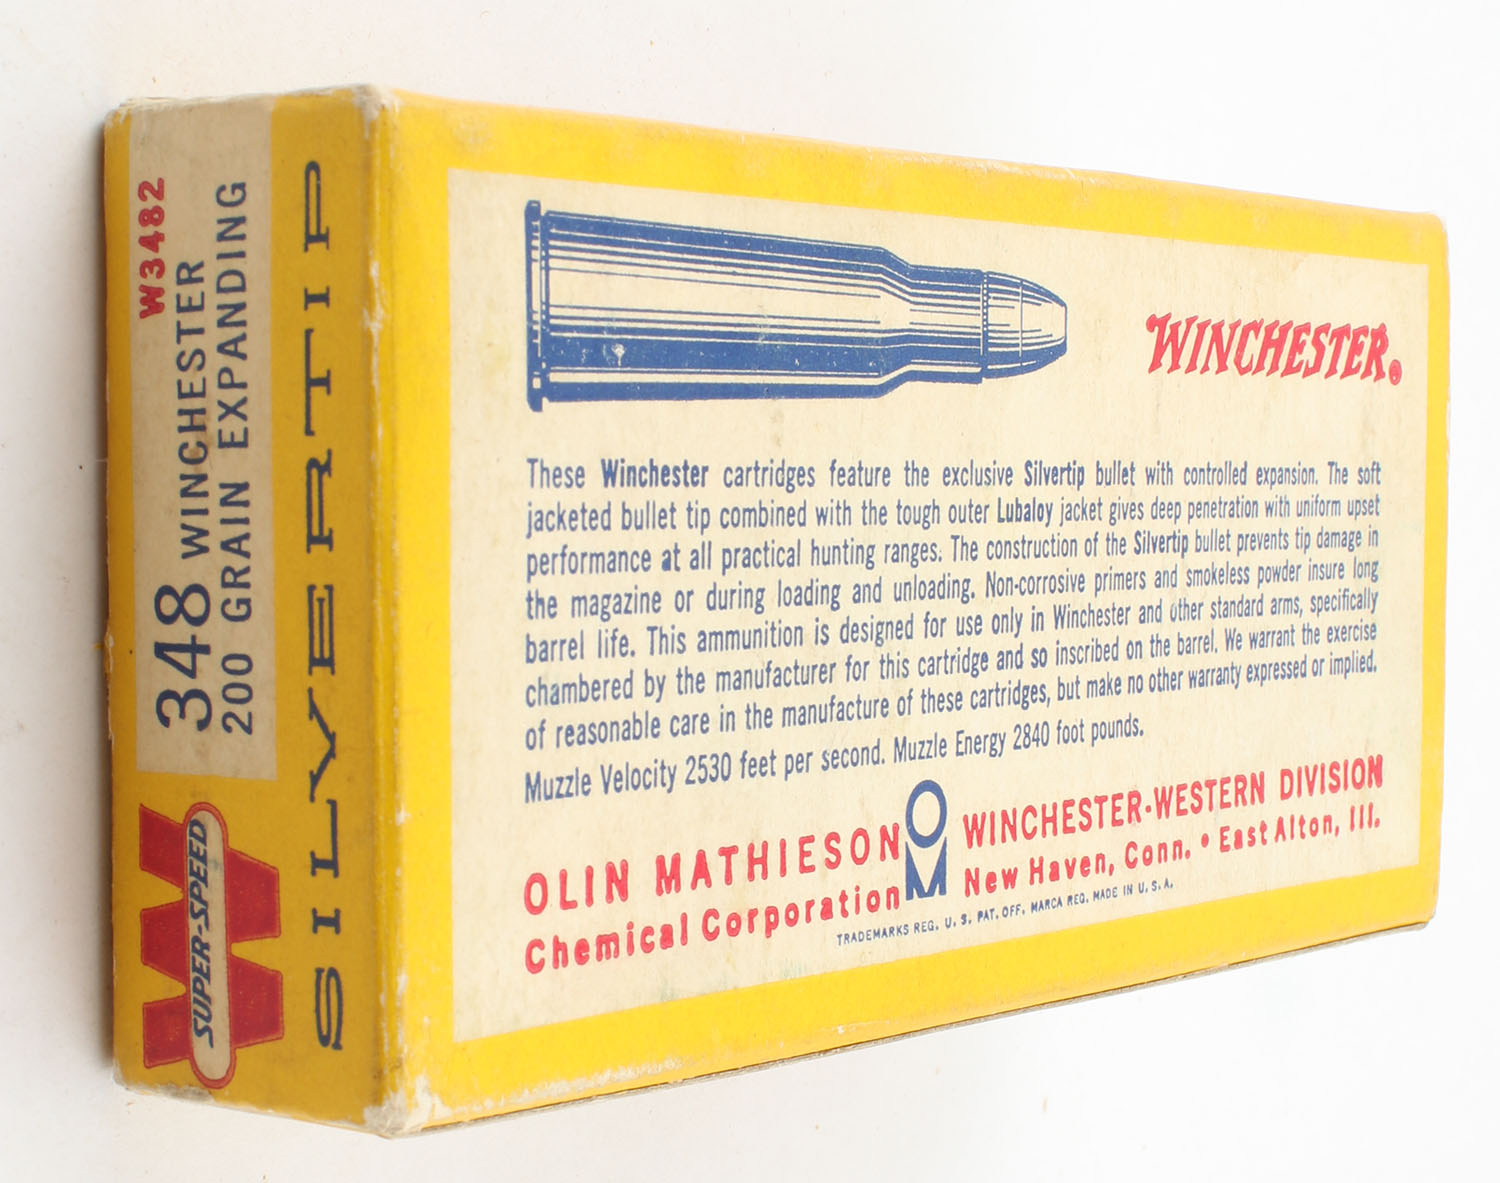 W3482
348 WINCHESTER
200 GRAIN EXPANDING
SILVERTIP
W
SUPER-SPEED
WINCHESTER.
These Winchester cartridges feature the exclusive Silvertip bullet with controlled expansion. The soft
jacketed bullet tip combined with the tough outer Lubaloy jacket gives deep penetration with uniform upset
performance at all practical hunting ranges. The construction of the Silvertip bullet prevents tip damage in
the magazine or during loading and unloading. Non-corrosive primers and smokeless powder insure long
barrel life. This ammunition is designed for use only in Winchester and other standard arms, specifically
chambered by the manufacturer for this cartridge and so inscribed on the barrel. We warrant the exercise
of reasonable care in the manufacture of these cartridges, but make no other warranty expressed or implied.
Muzzle Velocity 2530 feet per second. Muzzle Energy 2840 foot pounds.
OLIN MATHIESON
Chemical Corporation
OM
WINCHESTER-WESTERN DIVISION
New Haven, Conn. • East Alton, Ill.
TRADEMARKS REG. U. S. PAT. OFF. MARCA REG. MADE IN U. S. A.